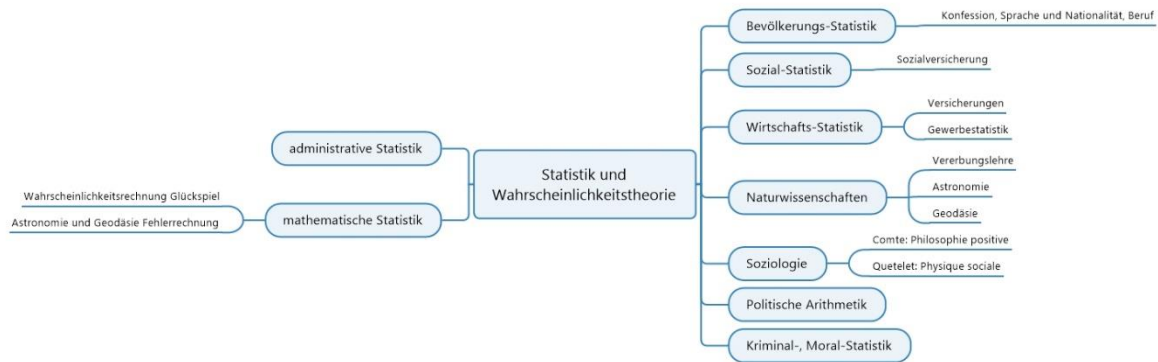 Statistik und
Wahrscheinlichkeitstheorie
administrative Statistik
mathematische Statistik
Wahrscheinlichkeitsrechnung Glückspiel
Astronomie und Geodäsie Fehlerrechnung
Bevölkerungs-Statistik
Konfession, Sprache und Nationalität, Beruf
Sozial-Statistik
Sozialversicherung
Wirtschafts-Statistik
Versicherungen
Gewerbestatistik
Naturwissenschaften
Vererbungslehre
Astronomie
Geodäsie
Soziologie
Comte: Philosophie positive
Quetelet: Physique sociale
Politische Arithmetik
Kriminal-, Moral-Statistik